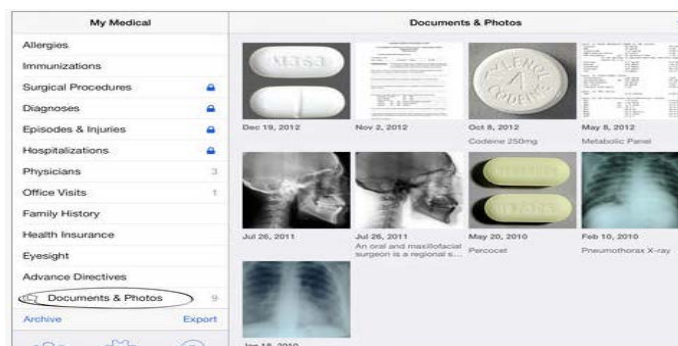 My Medical
Documents & Photos
Allergies
Immunizations
Surgical Procedures
Diagnoses
Episodes & Injuries
Hospitalizations
Physicians 3
Office Visits 1
Family History
Health Insurance
Eyesight
Advance Directives
Documents & Photos 9
Archive Export
TYLENOL
1
CODEINE
Dec 19, 2012
Nov 2, 2012
Oct 8, 2012
Codeine 250mg
May 8, 2012
Metabolic Panel
Jul 26, 2011
Jul 26, 2011
An oral and maxillofacial
surgeon is a regional s...
May 20, 2010
Percocet
Feb 10, 2010
Pneumothorax X-ray